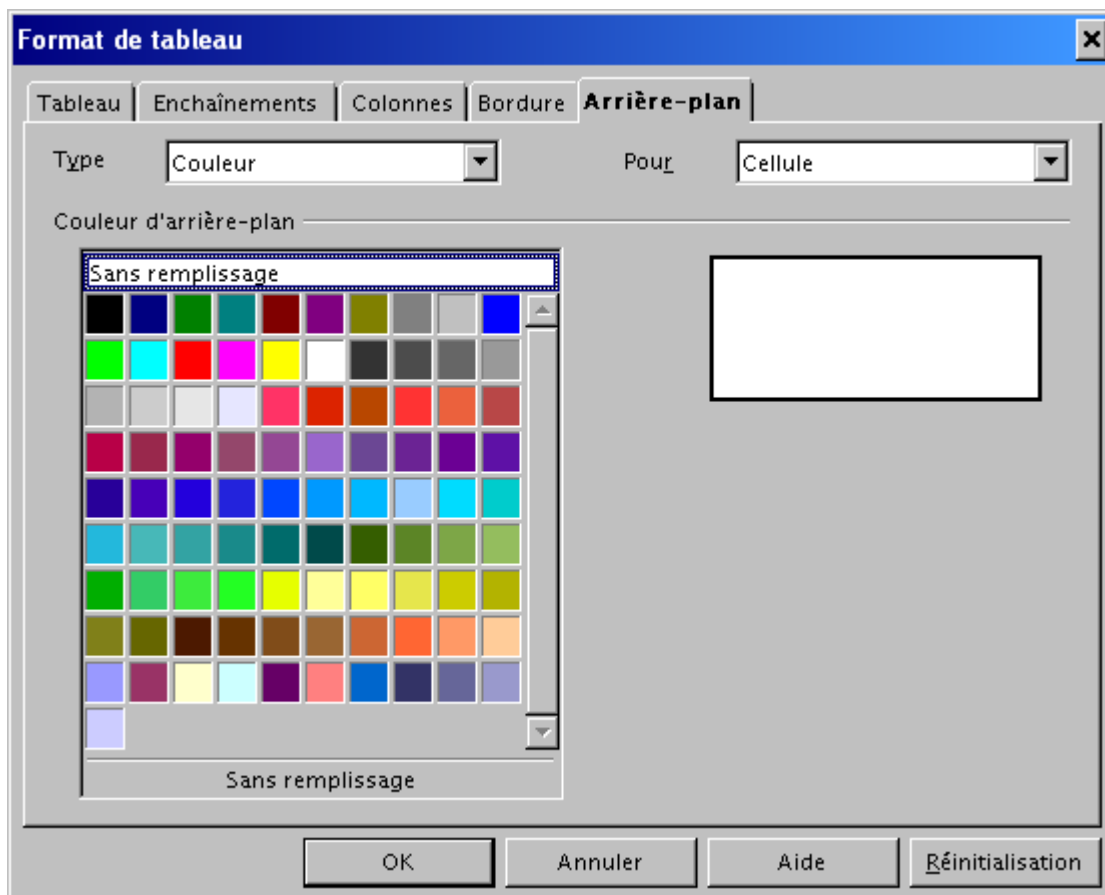 Format de tableau
Tableau Enchaînements Colonnes Bordure Arrière-plan
Type Couleur Pour Cellule
Couleur d'arrière-plan
Sans remplissage
Sans remplissage
OK Annuler Aide Réinitialisation